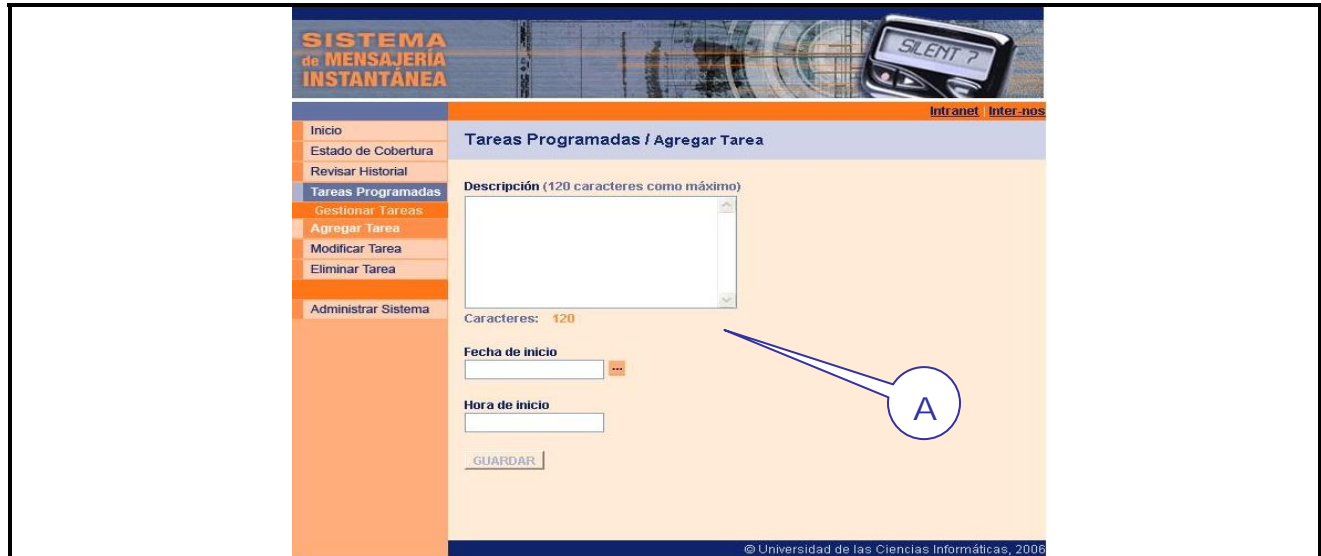 SISTEMA
de MENSAJERÍA
INSTANTÁNEA
SILENT ?
Intranet | Inter-nos
Inicio
Estado de Cobertura
Revisar Historial
Tareas Programadas
Gestionar Tareas
Agregar Tarea
Modificar Tarea
Eliminar Tarea
Administrar Sistema
Tareas Programadas / Agregar Tarea
Descripción (120 caracteres como máximo)
Caracteres: 120
Fecha de inicio
...
Hora de inicio
GUARDAR
A
© Universidad de las Ciencias Informáticas, 2006